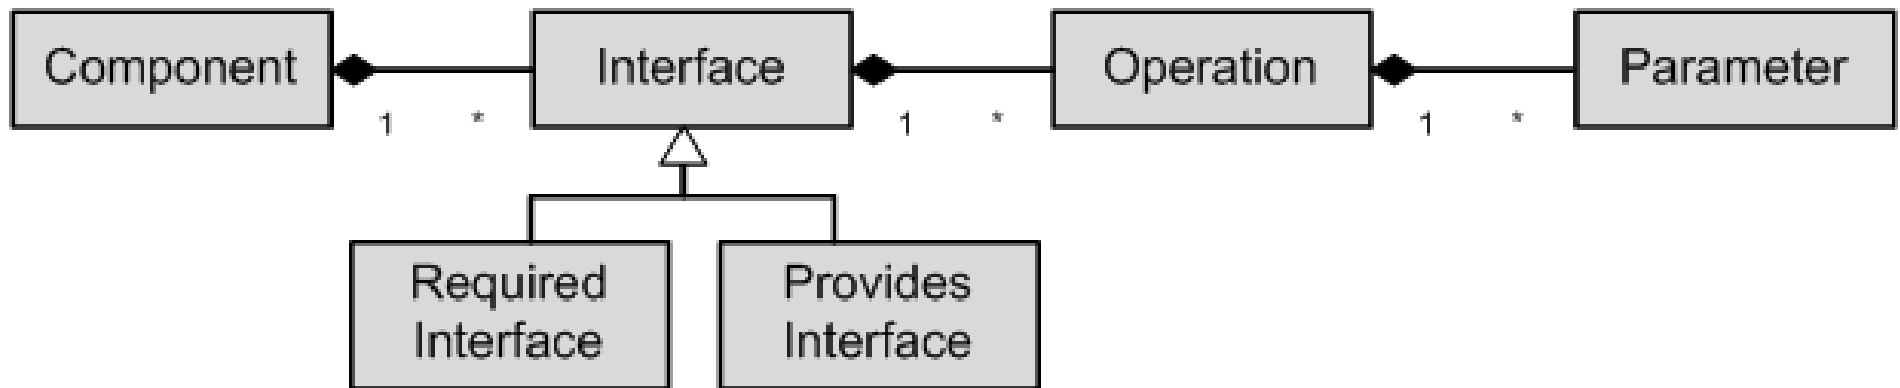 Component
Interface
Operation
Parameter
1 *
1 *
1 *
Required
Interface
Provides
Interface